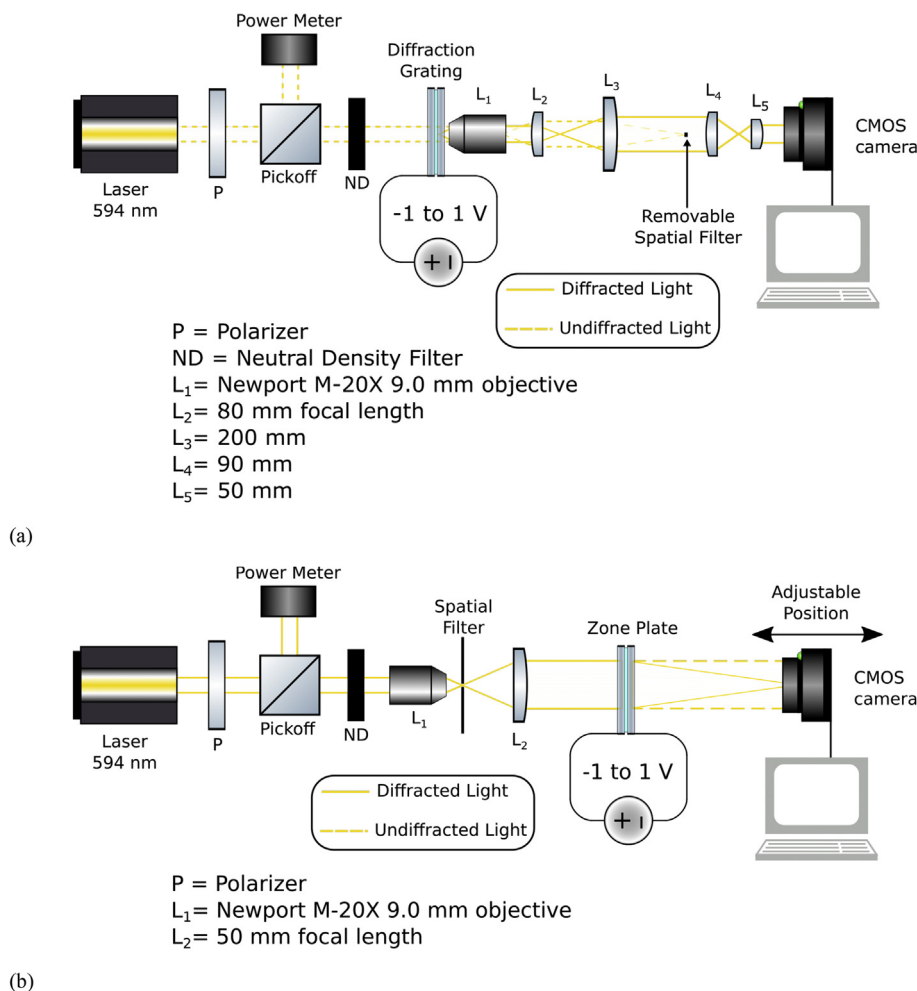 Power Meter
Diffraction
Grating
L1
L2
L3
L4
L5
CMOS
camera
Laser
594 nm
P
Pickoff
ND
-1 to 1 V
+ I
Removable
Spatial Filter
Diffracted Light
Undiffracted Light
P = Polarizer
ND = Neutral Density Filter
L1= Newport M-20X 9.0 mm objective
L2= 80 mm focal length
L3= 200 mm
L4= 90 mm
L5= 50 mm
(a)
Power Meter
Spatial
Filter
Zone Plate
Adjustable
Position
CMOS
camera
Laser
594 nm
P
Pickoff
ND
L1
L2
-1 to 1 V
+ I
Diffracted Light
Undiffracted Light
P = Polarizer
L1= Newport M-20X 9.0 mm objective
L2= 50 mm focal length
(b)